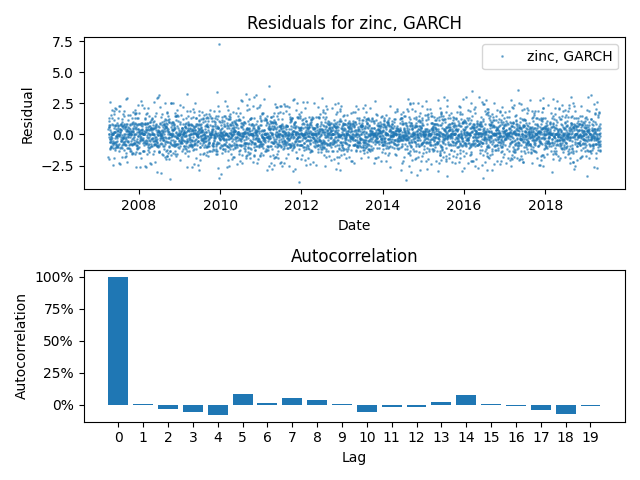 Residuals for zinc, GARCH
7.5
5.0
2.5
0.0
−2.5
Residual
zinc, GARCH
2008 2010 2012 2014 2016 2018
Date
Autocorrelation
100%
75%
50%
25%
0%
Autocorrelation
0 1 2 3 4 5 6 7 8 9 10 11 12 13 14 15 16 17 18 19
Lag